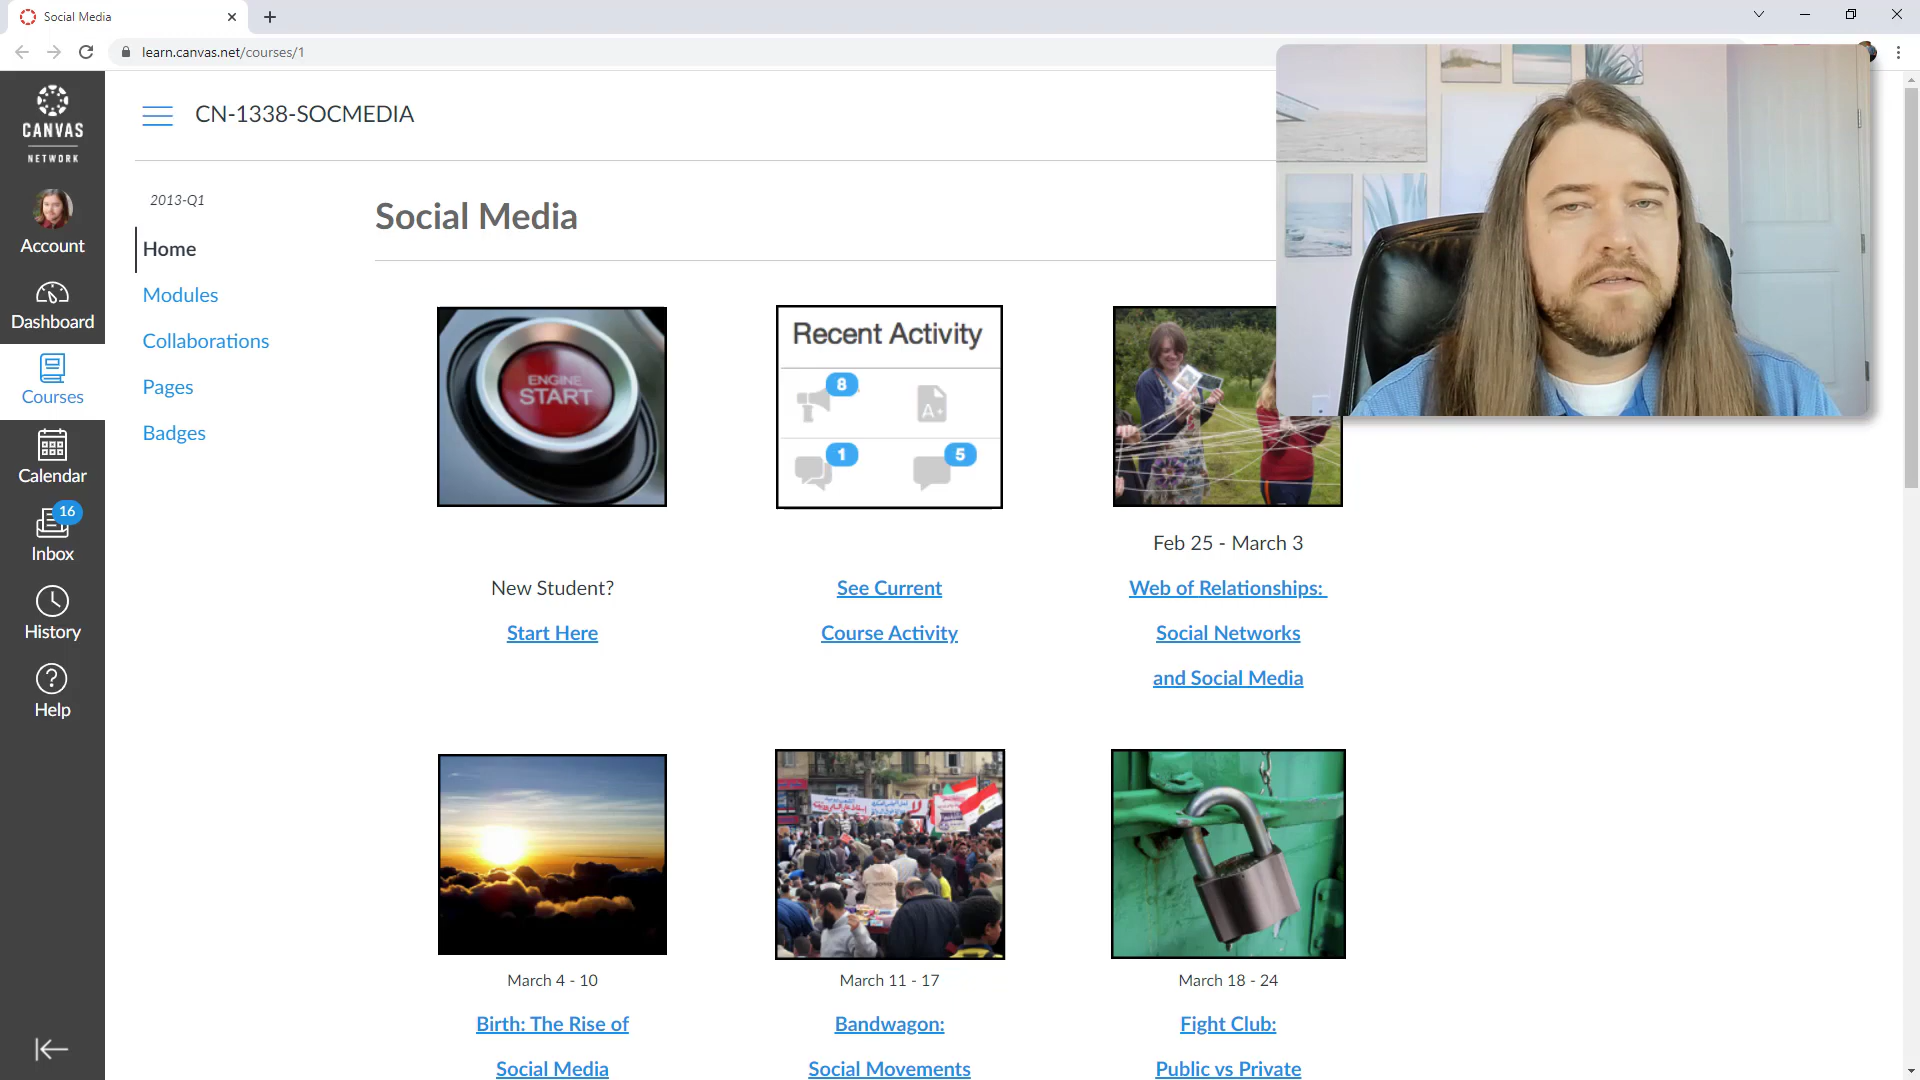 Social Media
learn.canvas.net/courses/1
CANVAS
NETWORK
CN-1338-SOCMEDIA
Account
Dashboard
Courses
Calendar
16
Inbox
History
Help
2013-Q1
Home
Modules
Collaborations
Pages
Badges
Social Media
ENGINE
START
Recent Activity
8
A+
1
5
New Student?
Start Here
See Current
Course Activity
Feb 25 - March 3
Web of Relationships:
Social Networks
and Social Media
March 4 - 10
Birth: The Rise of
Social Media
March 11 - 17
Bandwagon:
Social Movements
March 18 - 24
Fight Club:
Public vs Private